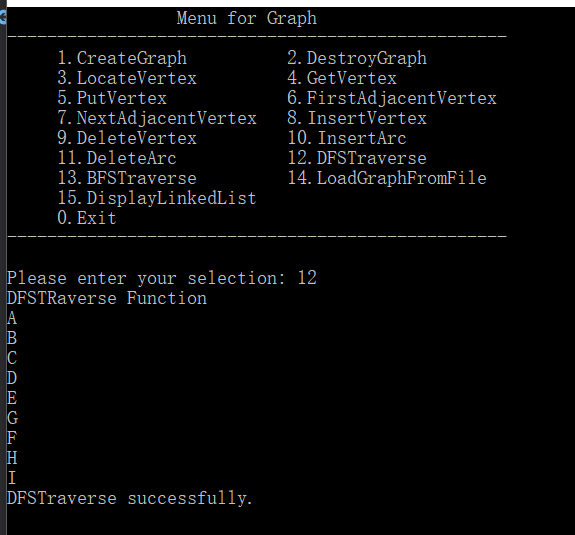 Menu for Graph
--------------------------------------------------
1.CreateGraph 2.DestroyGraph
3.LocateVertex 4.GetVertex
5.PutVertex 6.FirstAdjacentVertex
7.NextAdjacentVertex 8.InsertVertex
9.DeleteVertex 10.InsertArc
11.DeleteArc 12.DFSTraverse
13.BFSTraverse 14.LoadGraphFromFile
15.DisplayLinkedList
0.Exit
--------------------------------------------------
Please enter your selection: 12
DFSTRaverse Function
A
B
C
D
E
G
F
H
I
DFSTraverse successfully.